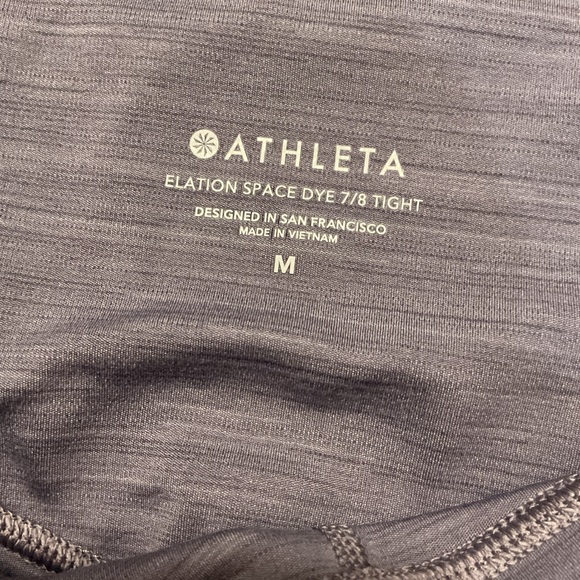 ATHLETA
ELATION SPACE DYE 7/8 TIGHT
DESIGNED IN SAN FRANCISCO
MADE IN VIETNAM
M